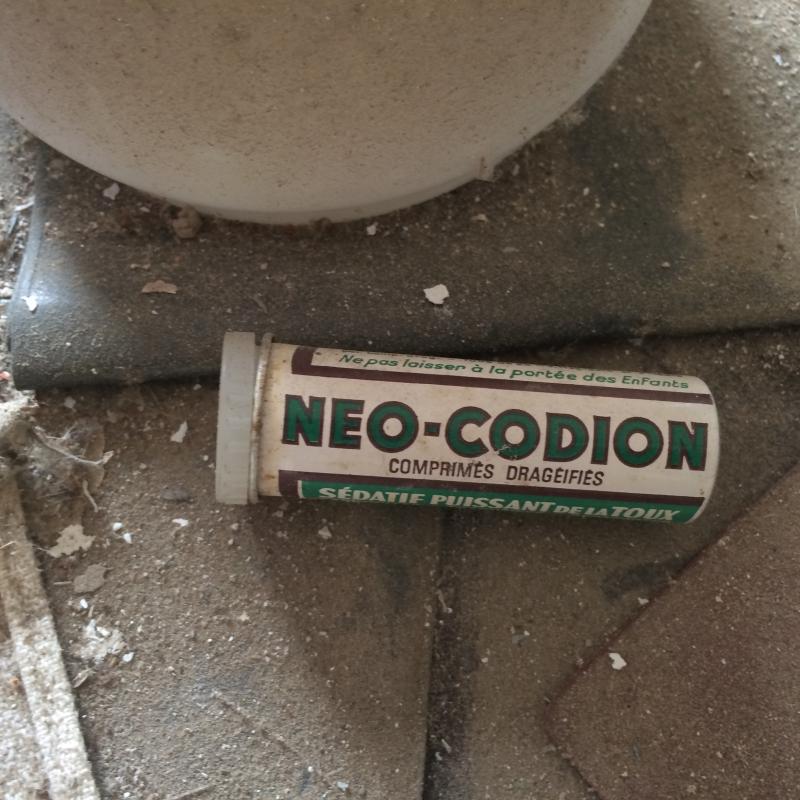 Ne pas laisser à la portée des Enfants
NEO-CODION
COMPRIMÉS DRAGÉIFIÉS
SÉDATIF PUISSANT DE LA TOUX